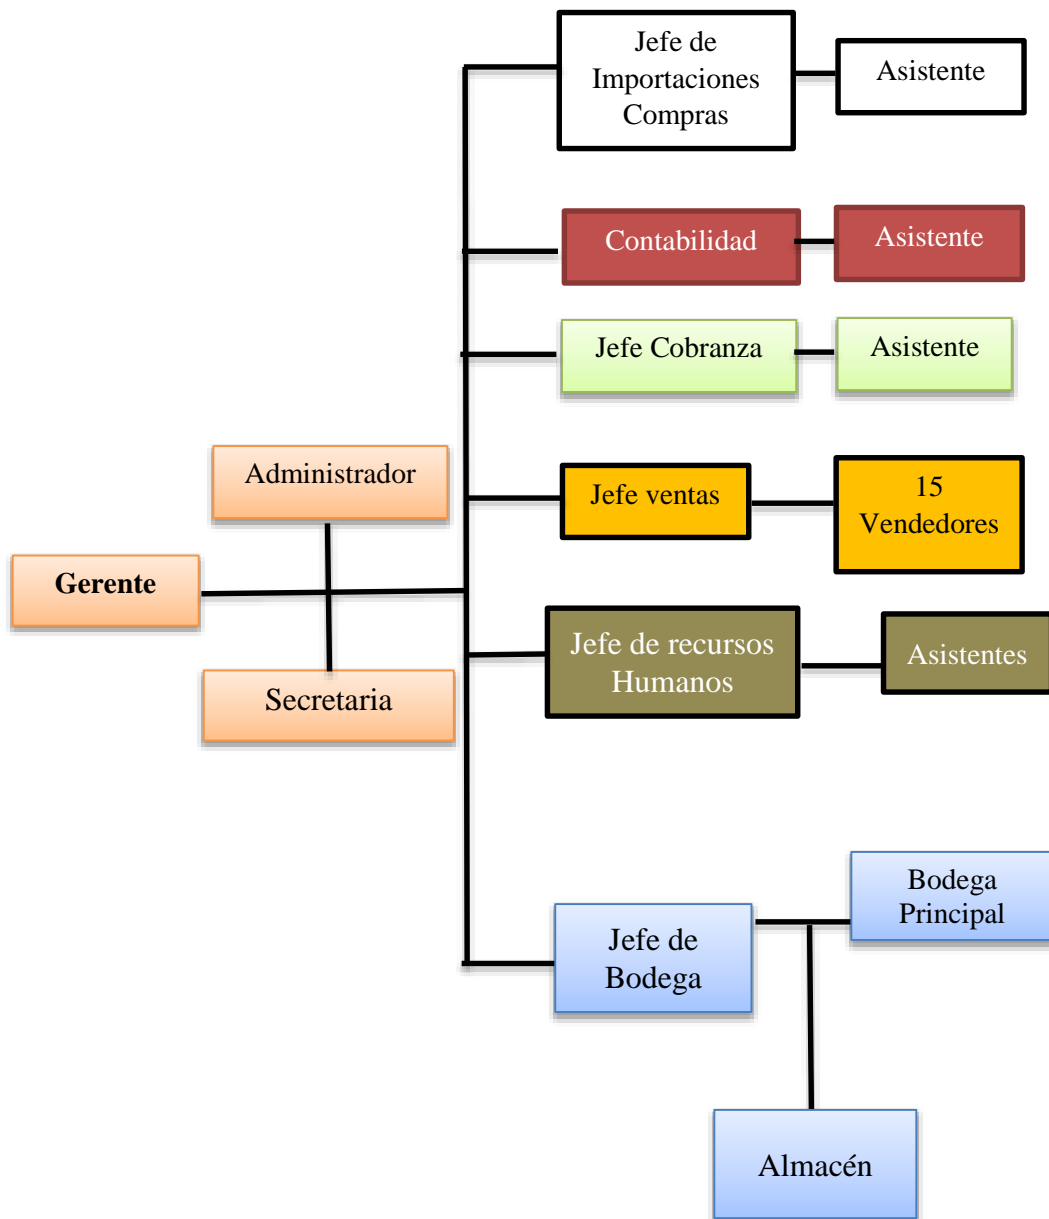 Jefe de
Importaciones
Compras
Asistente
Contabilidad
Asistente
Jefe Cobranza
Asistente
Administrador
Jefe ventas
15
Vendedores
Gerente
Jefe de recursos
Humanos
Asistentes
Secretaria
Bodega
Principal
Jefe de
Bodega
Almacén